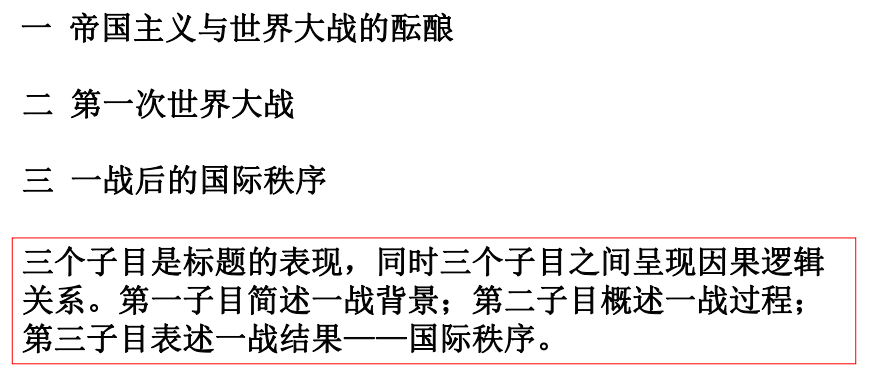 一 帝国主义与世界大战的酝酿
二 第一次世界大战
三 一战后的国际秩序
三个子目是标题的表现，同时三个子目之间呈现因果逻辑
关系。第一子目简述一战背景；第二子目概述一战过程；
第三子目表述一战结果——国际秩序。